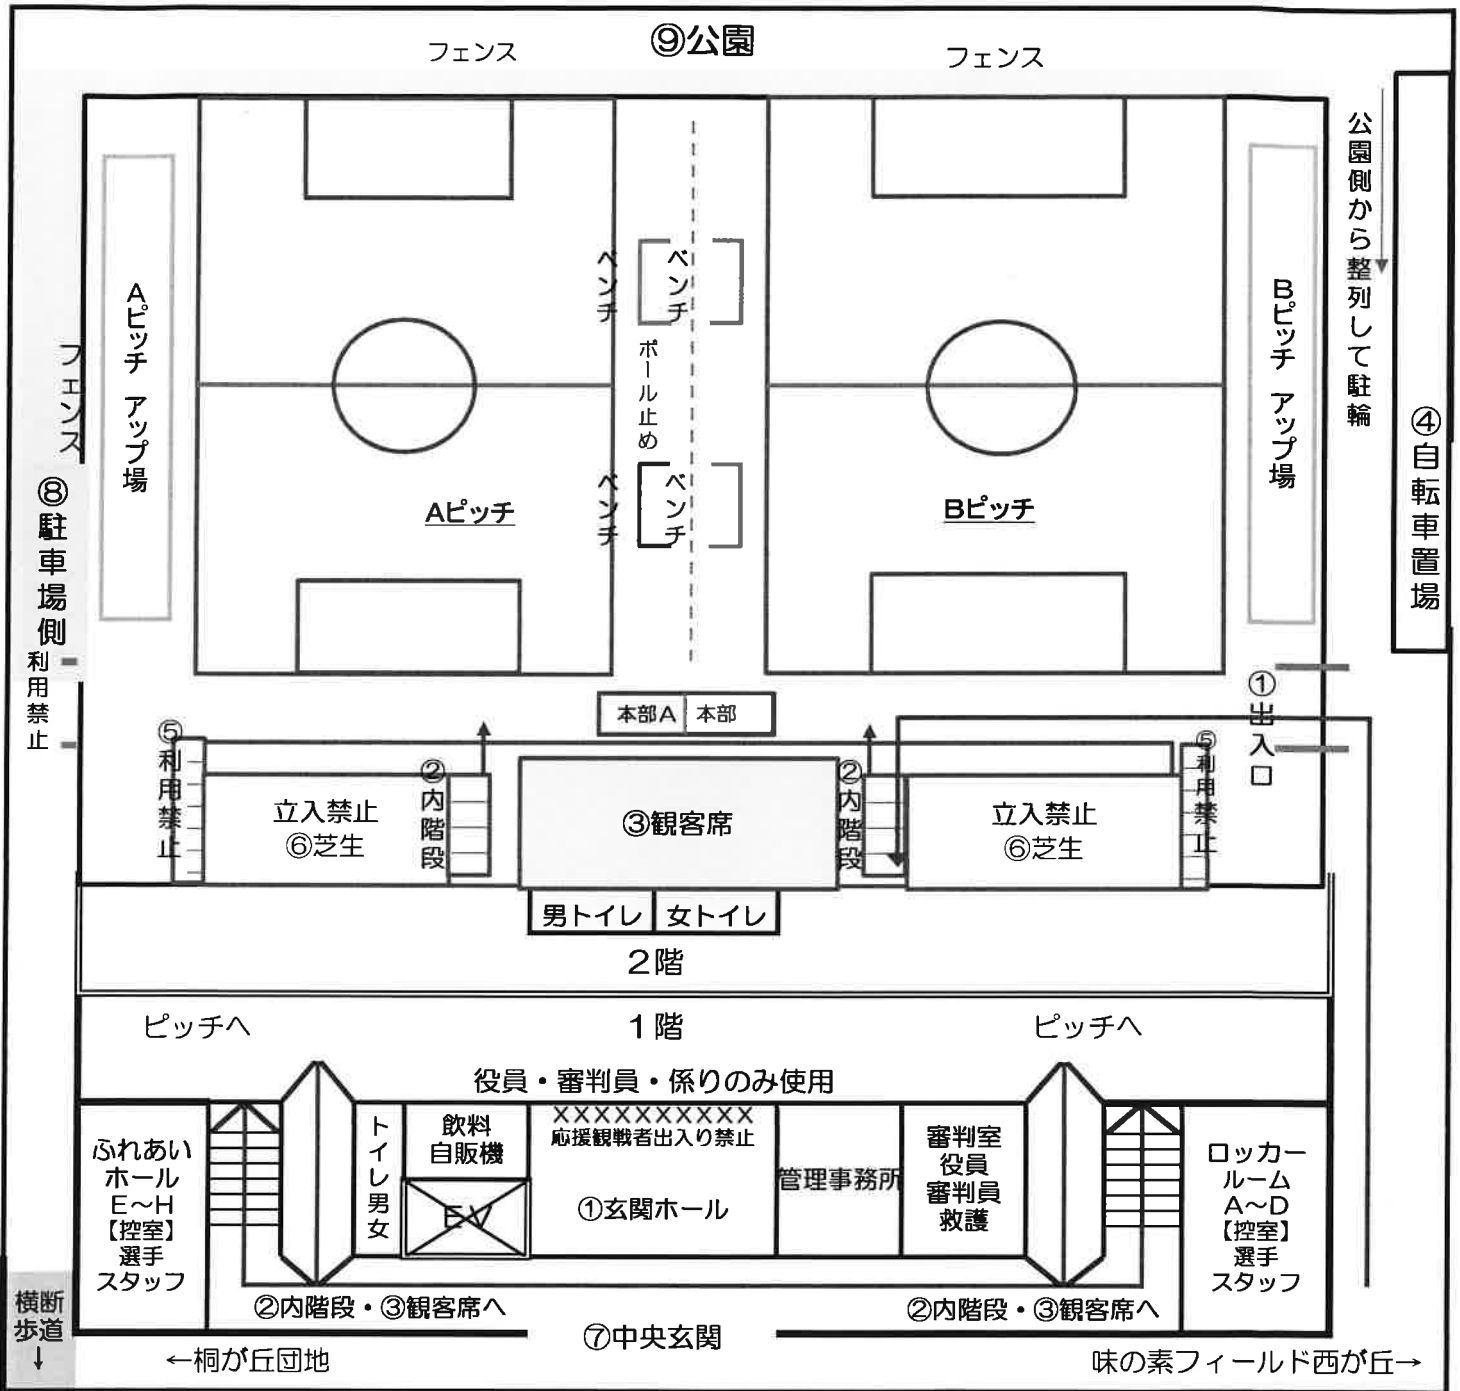 ⑨公園
フェンス
フェンス
公園側から整列して駐輪
④自転車置場
Aピッチ アップ場
Bピッチ アップ場
フェンス
ベンチ
ベンチ
ボール止め
ベンチ
ベンチ
Aピッチ
Bピッチ
⑧駐車場側
利用禁止
①出入口
本部A
本部
⑤利用禁止
立入禁止
⑥芝生
②内階段
③観客席
②内階段
立入禁止
⑥芝生
⑤利用禁止
男トイレ
女トイレ
2階
1階
ピッチへ
ピッチへ
役員・審判員・係りのみ使用
××××××××××
応援観戦者出入り禁止
ふれあい
ホール
E～H
【控室】
選手
スタッフ
トイレ男女
飲料
自販機
EV
①玄関ホール
管理事務所
審判室
役員
審判員
救護
ロッカー
ルーム
A～D
【控室】
選手
スタッフ
②内階段・③観客席へ
②内階段・③観客席へ
⑦中央玄関
横断
歩道
↓
←桐が丘団地
味の素フィールド西が丘→